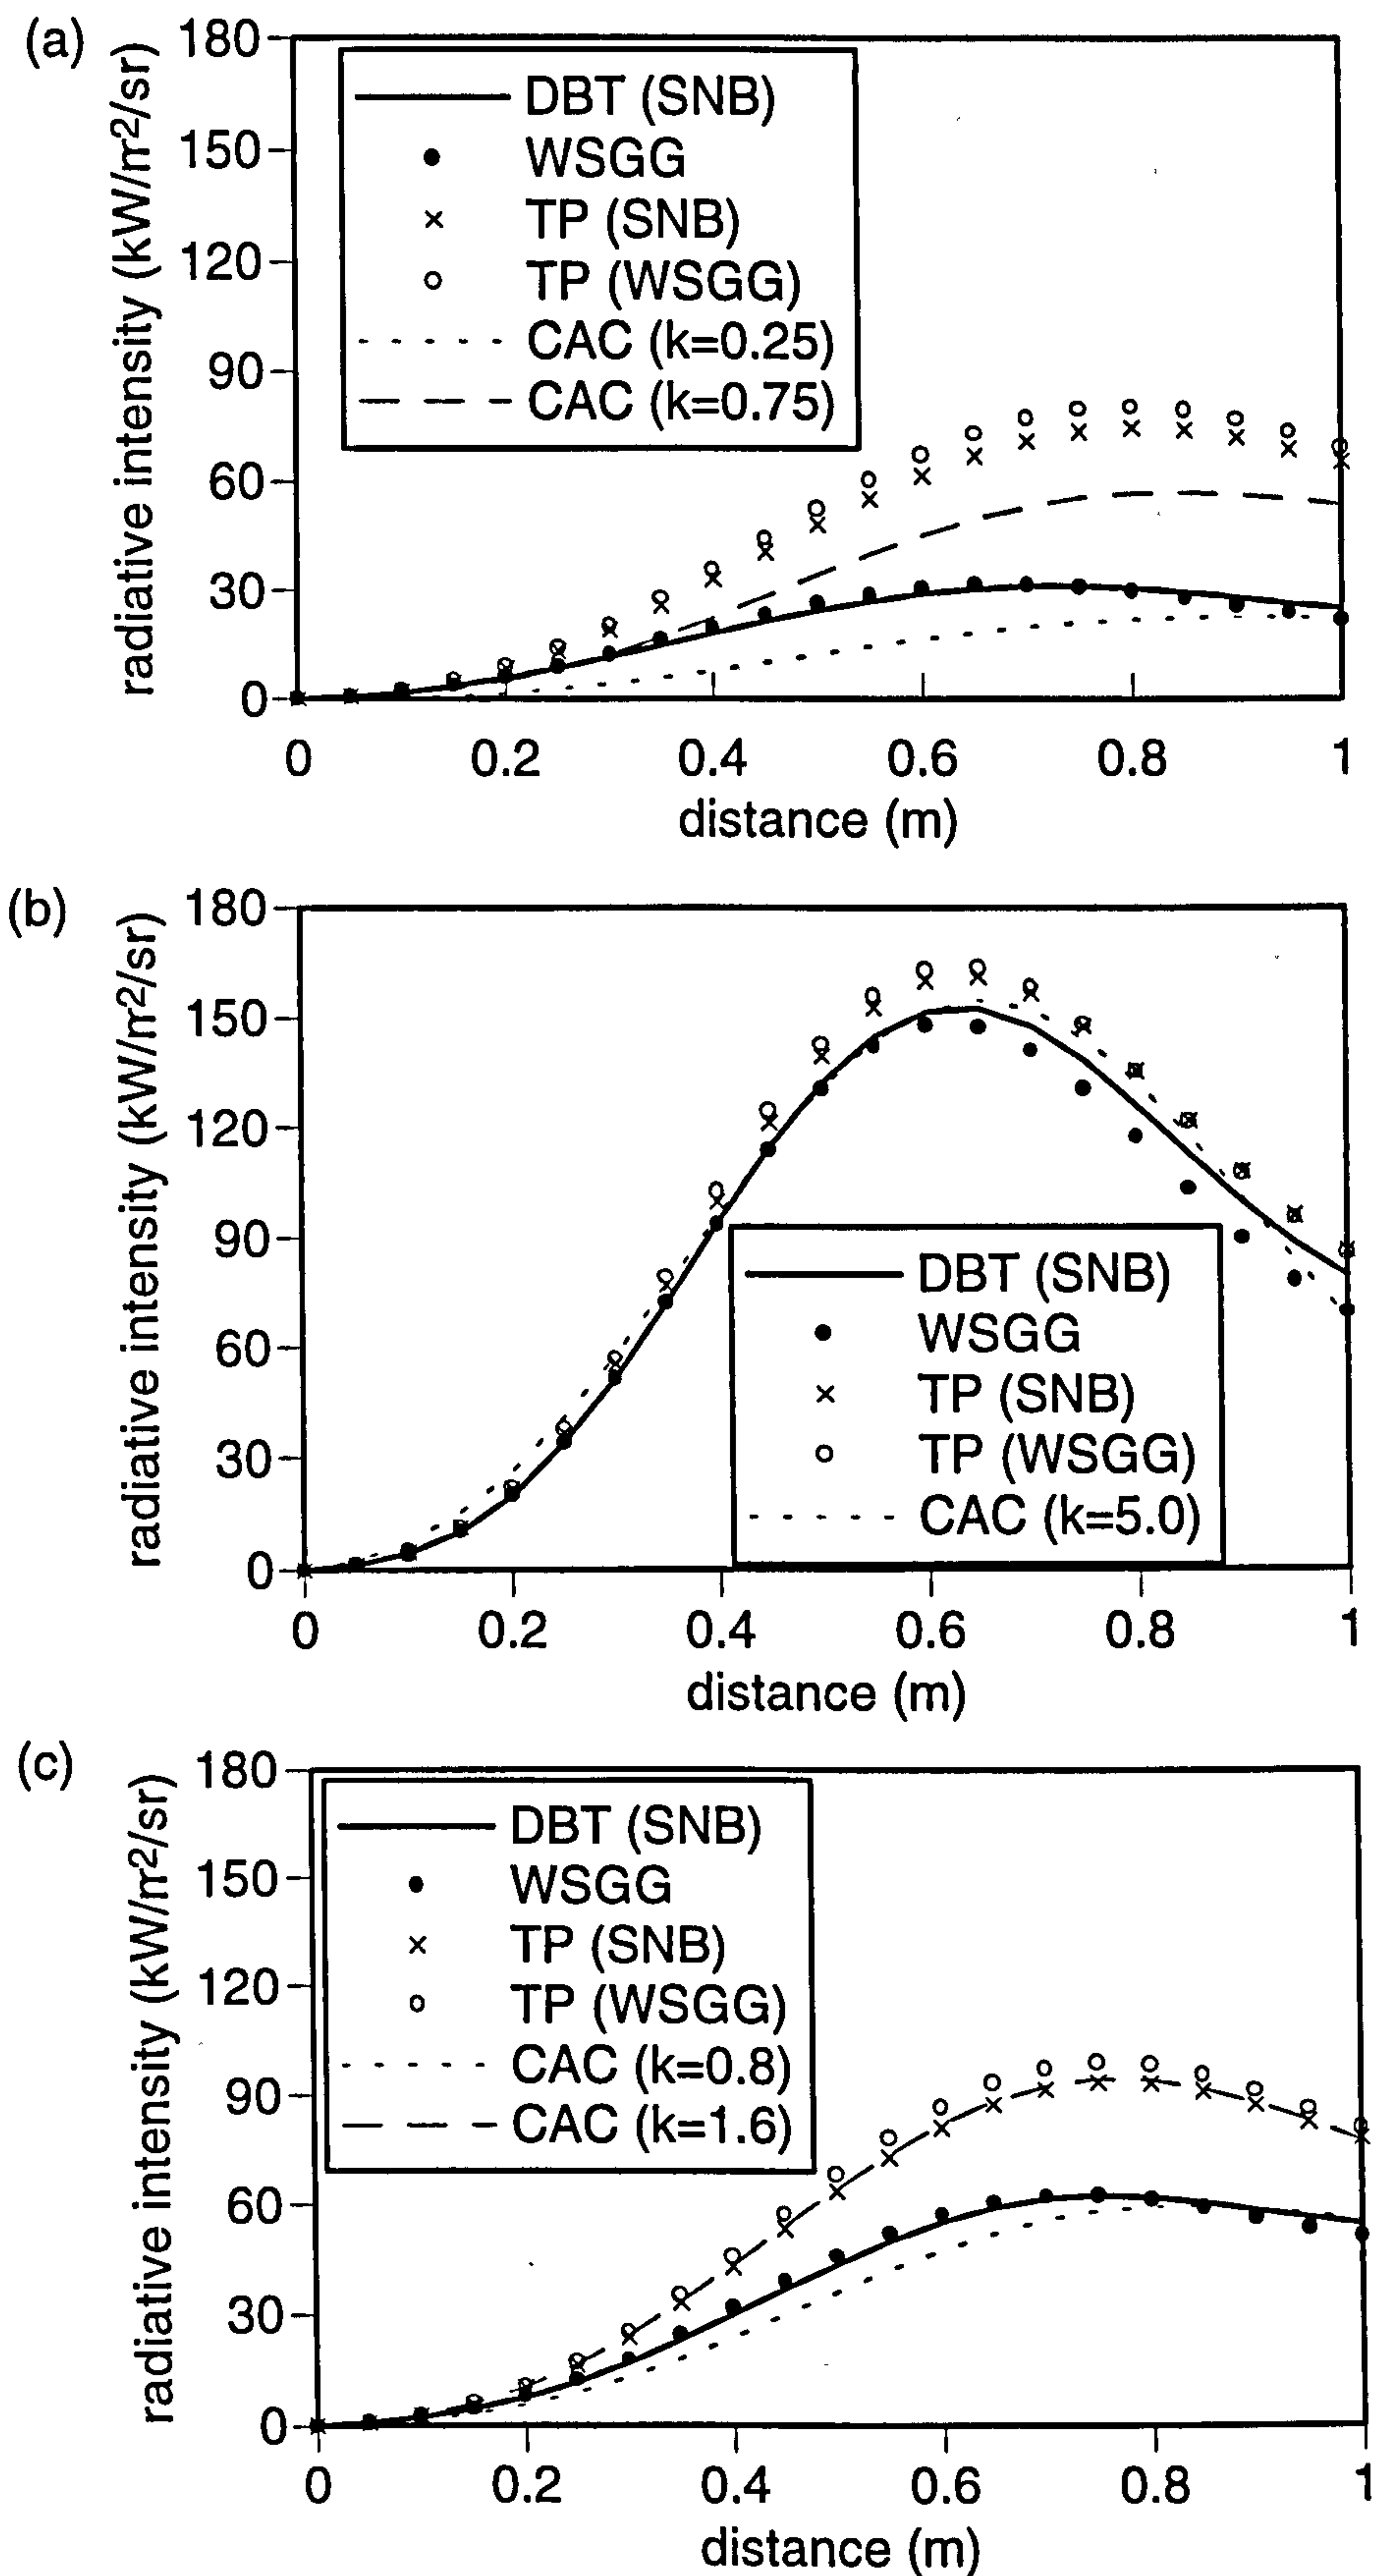 (a)
radiative intensity (kW/m2/sr)
180
150
120
90
60
30
0
DBT (SNB)
WSGG
TP (SNB)
TP (WSGG)
CAC (k=0.25)
CAC (k=0.75)
0 0.2 0.4 0.6 0.8 1
distance (m)
(b)
radiative intensity (kW/m2/sr)
180
150
120
90
60
30
0
DBT (SNB)
WSGG
TP (SNB)
TP (WSGG)
CAC (k=5.0)
0 0.2 0.4 0.6 0.8 1
distance (m)
(c)
radiative intensity (kW/m2/sr)
180
150
120
90
60
30
0
DBT (SNB)
WSGG
TP (SNB)
TP (WSGG)
CAC (k=0.8)
CAC (k=1.6)
0 0.2 0.4 0.6 0.8 1
distance (m)